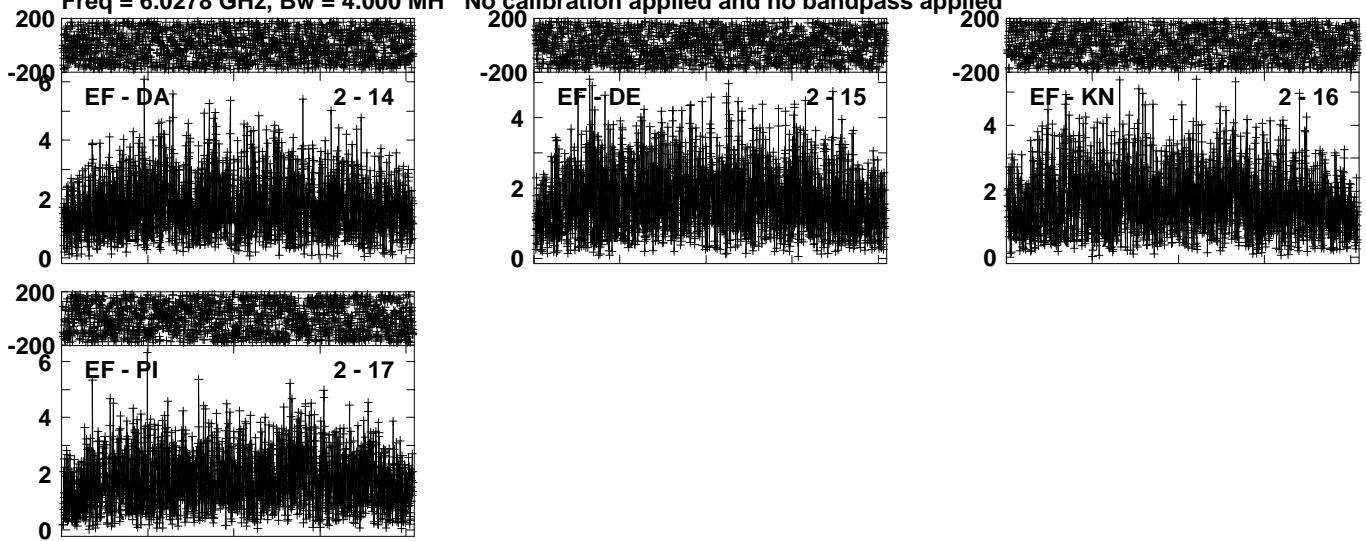 Freq = 6.0278 GHz, Bw = 4.000 MH No calibration applied and no bandpass applied
200 200 200
-200 -200 -200
6
EF - DA 2 - 14 EF - DE 2 - 15 EF - KN 2 - 16
4 4 4
2 2 2
0 0 0
200
-200
6
EF - PI 2 - 17
4
2
0